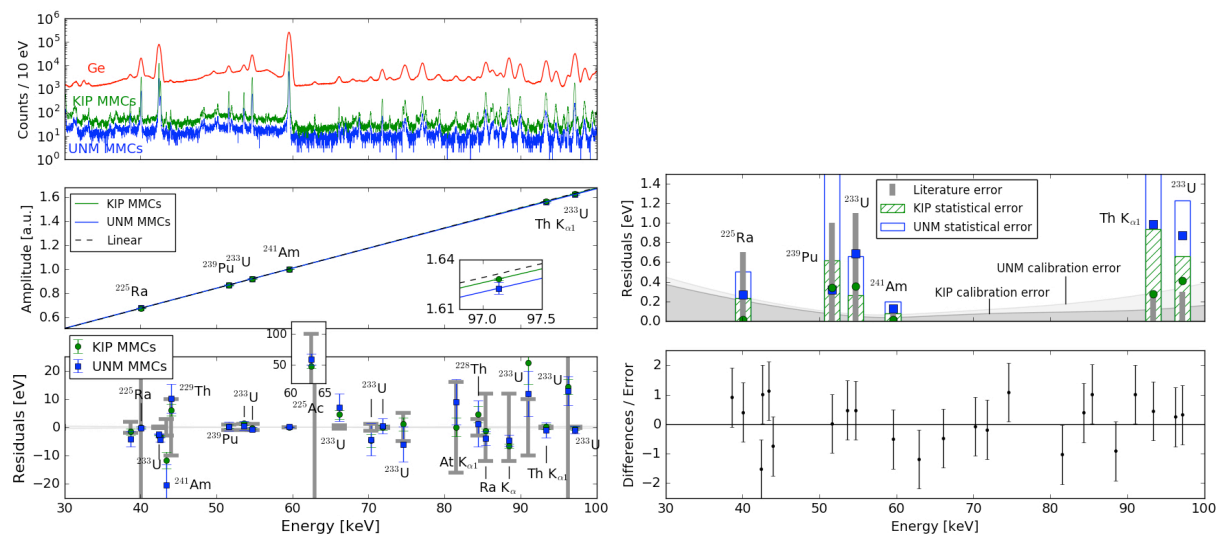 10⁶
10⁵
10⁴
10³
10²
10¹
10⁰
Counts / 10 eV
Ge
KIP MMCs
UNM MMCs
1.6
1.4
1.2
1.0
0.8
0.6
Amplitude [a.u.]
KIP MMCs
UNM MMCs
Linear
²²⁵Ra
²³⁹Pu
²³³U
²⁴¹Am
Th Kα1
²³³U
1.64
1.61
97.0
97.5
KIP MMCs
UNM MMCs
20
10
0
−10
−20
Residuals [eV]
100
50
60
65
²²⁵Ra
²²⁹Th
²³³U
²³³U
²²⁸Th
²³³U
²³³U
²²⁵Ac
²³⁹Pu
²³³U
²³³U
²³³U
²³³U
²⁴¹Am
At Kα1
Ra Kα
Th Kα1
30 40 50 60 70 80 90 100
Energy [keV]
1.4
1.2
1.0
0.8
0.6
0.4
0.2
0.0
Residuals [eV]
Literature error
KIP statistical error
UNM statistical error
²²⁵Ra
²³⁹Pu
²³³U
²⁴¹Am
Th Kα1
²³³U
UNM calibration error
KIP calibration error
2
1
0
−1
−2
Differences / Error
30 40 50 60 70 80 90 100
Energy [keV]